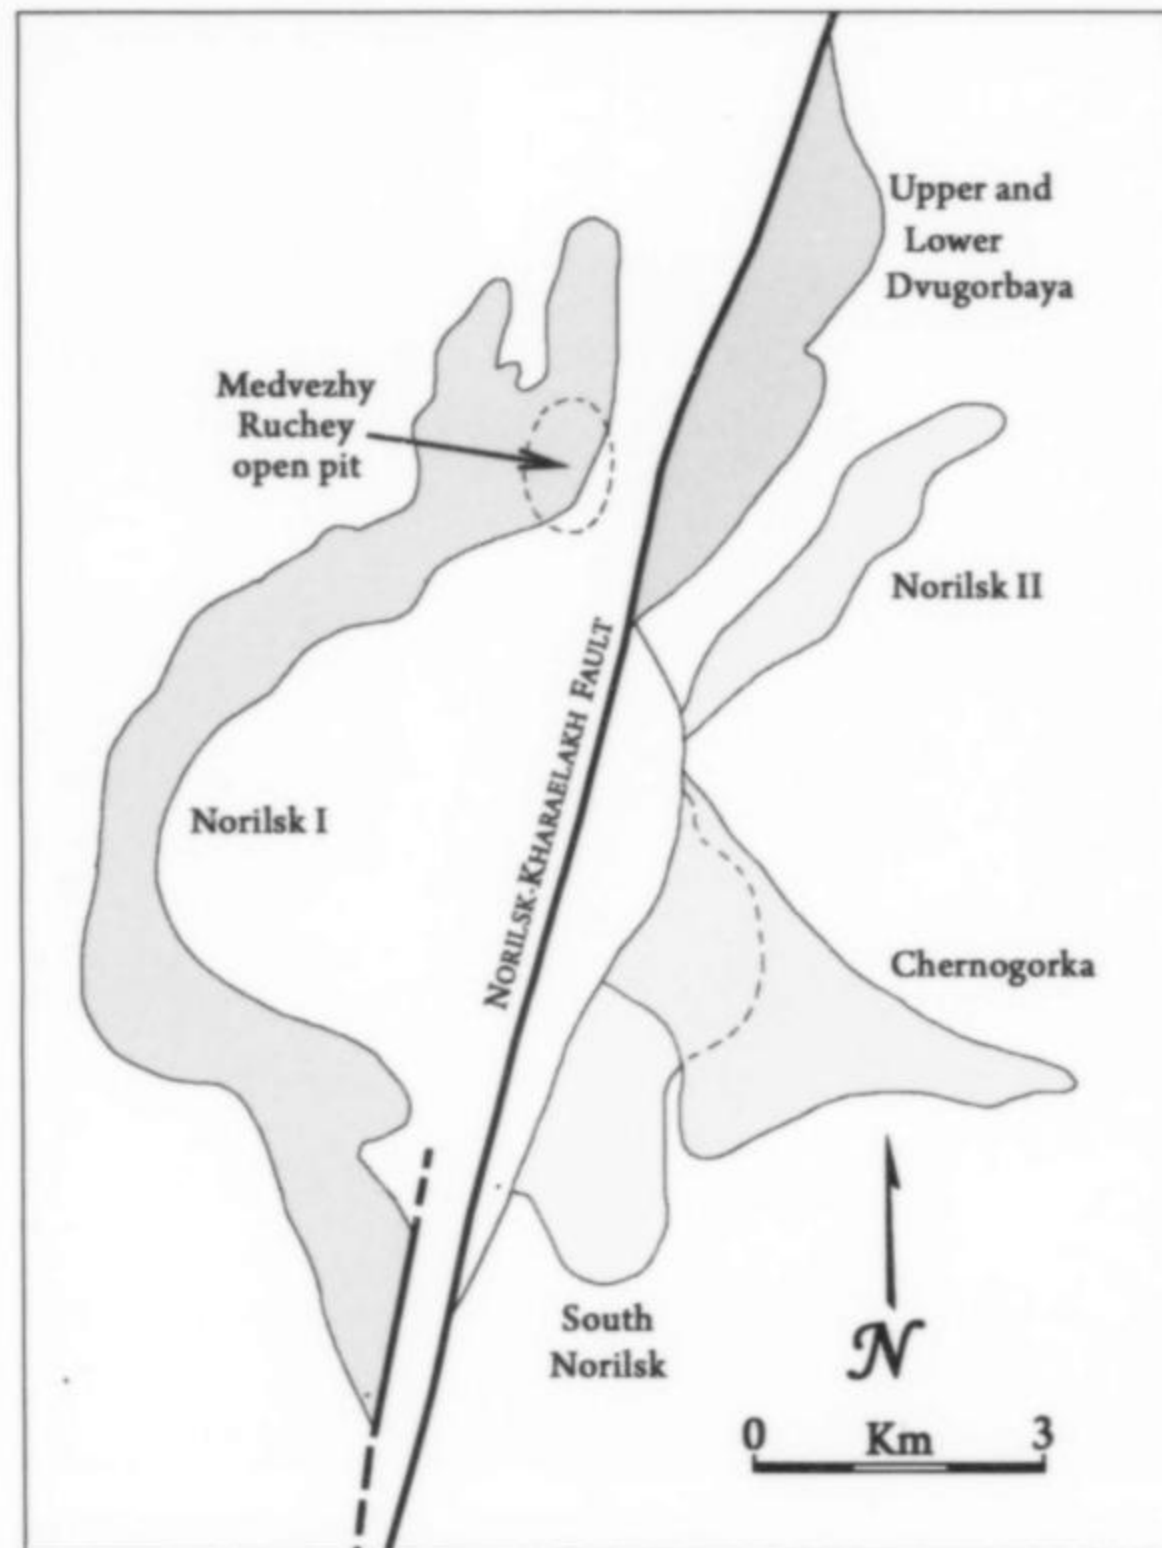 Upper and
Lower
Dvugorbaya
Medvezhy
Ruchey
open pit
Norilsk II
NORILSK-KHARAELAKH FAULT
Norilsk I
Chernogorka
South
Norilsk
N
0 Km 3